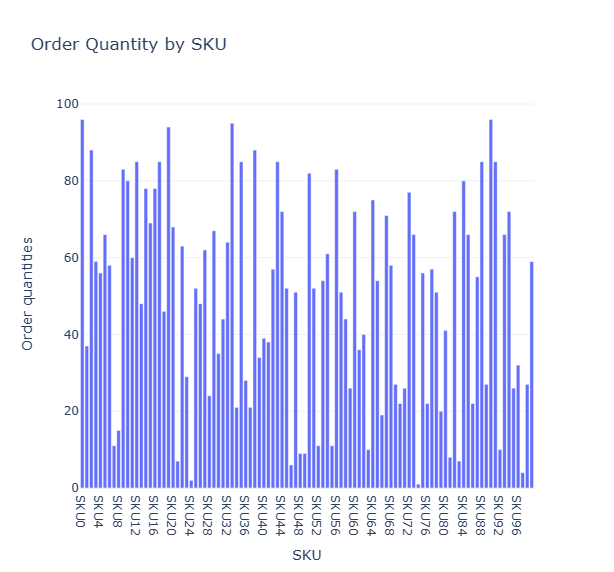 Order Quantity by SKU
100
80
60
40
20
0
Order quantities
SKU0
SKU4
SKU8
SKU12
SKU16
SKU20
SKU24
SKU28
SKU32
SKU36
SKU40
SKU44
SKU48
SKU52
SKU56
SKU60
SKU64
SKU68
SKU72
SKU76
SKU80
SKU84
SKU88
SKU92
SKU96
SKU